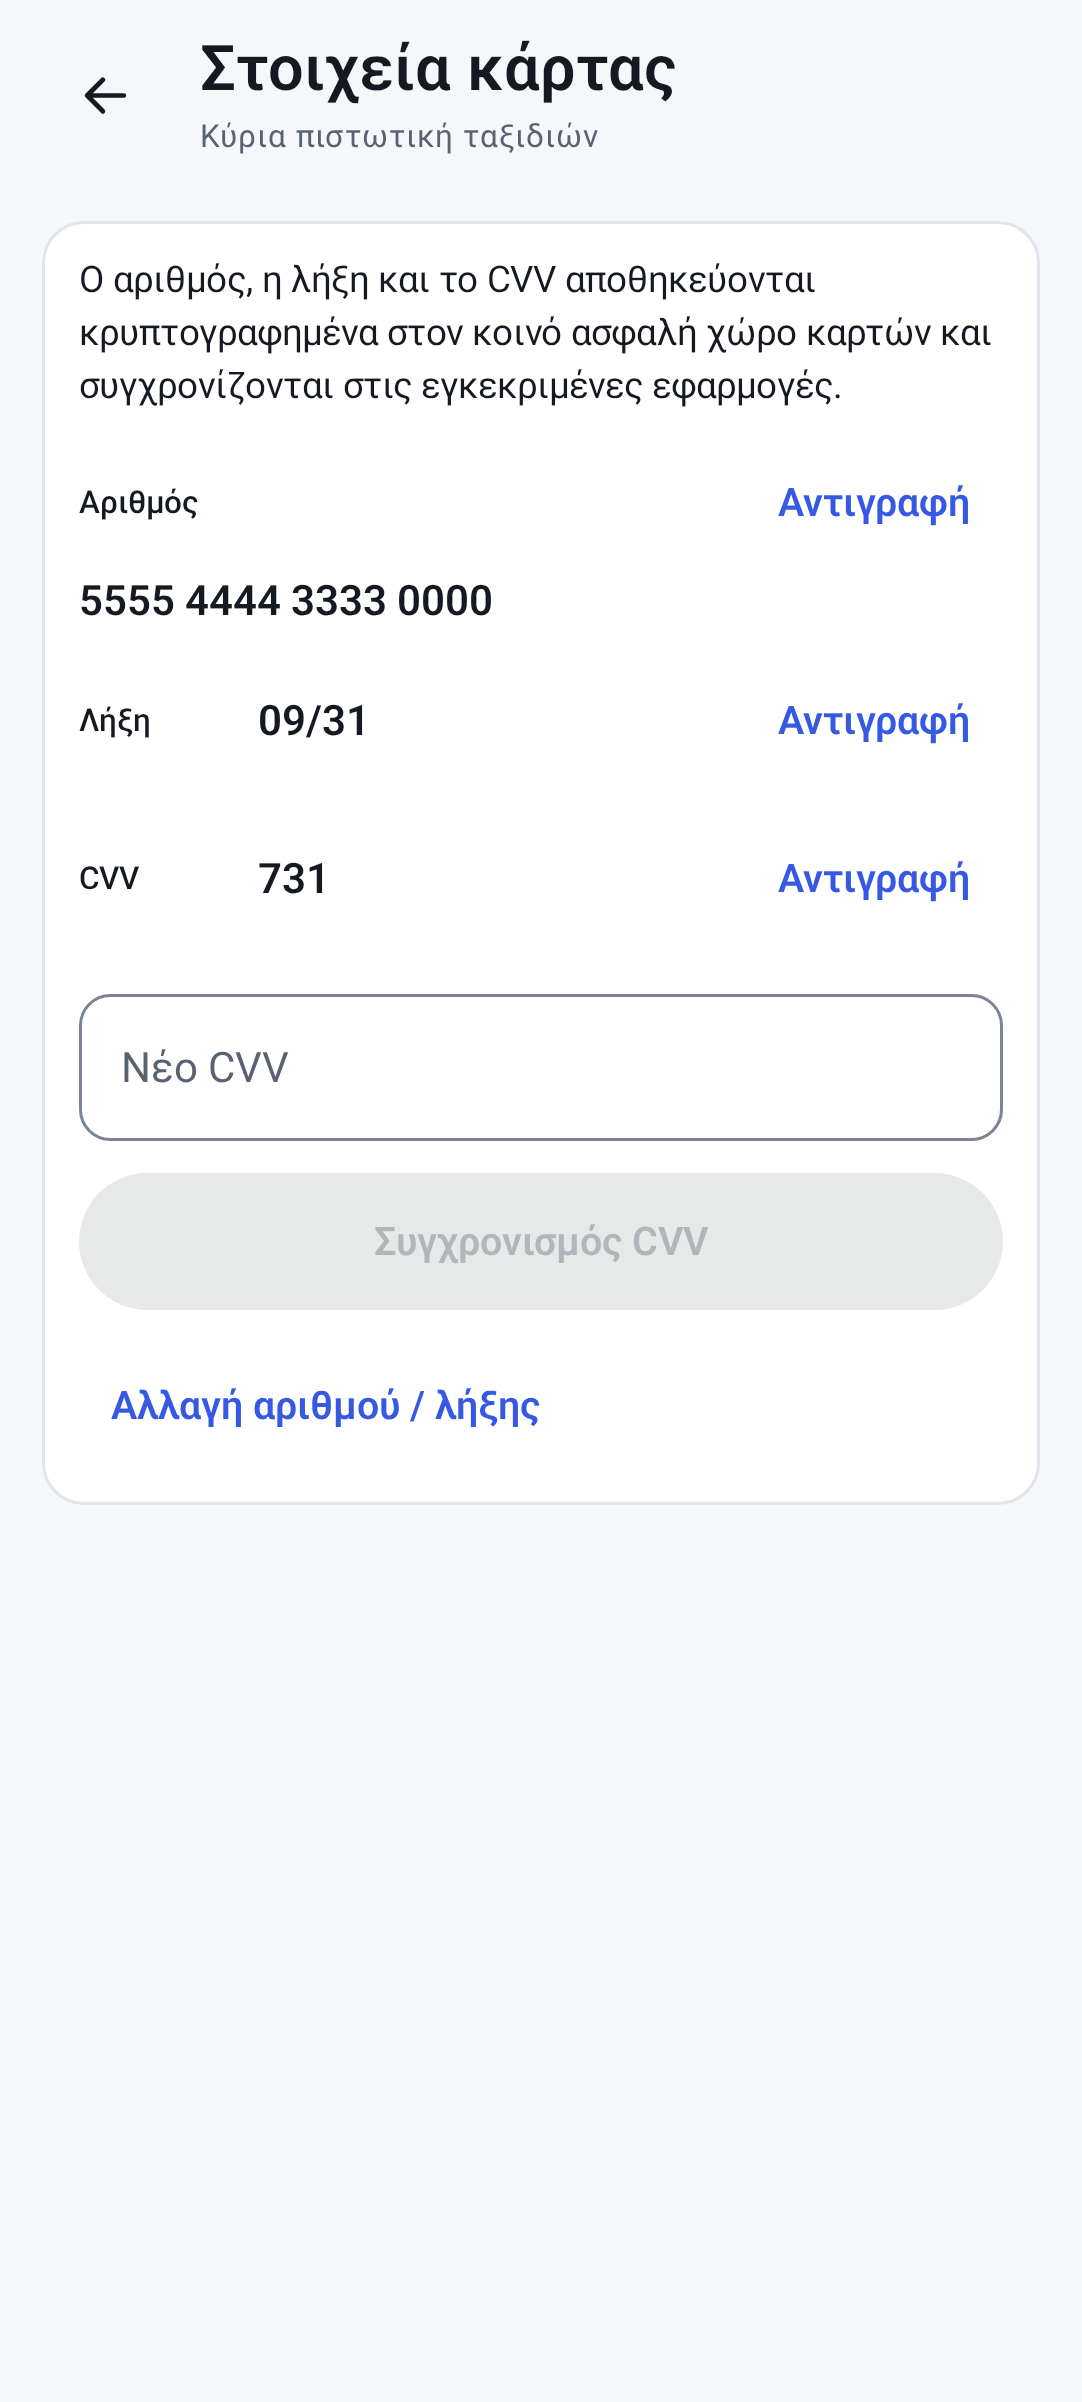 Στοιχεία κάρτας
Κύρια πιστωτική ταξιδιών
Ο αριθμός, η λήξη και το CVV αποθηκεύονται
κρυπτογραφημένα στον κοινό ασφαλή χώρο καρτών και
συγχρονίζονται στις εγκεκριμένες εφαρμογές.
Αριθμός Αντιγραφή
5555 4444 3333 0000
Λήξη 09/31 Αντιγραφή
CVV 731 Αντιγραφή
Νέο CVV
Συγχρονισμός CVV
Αλλαγή αριθμού / λήξης